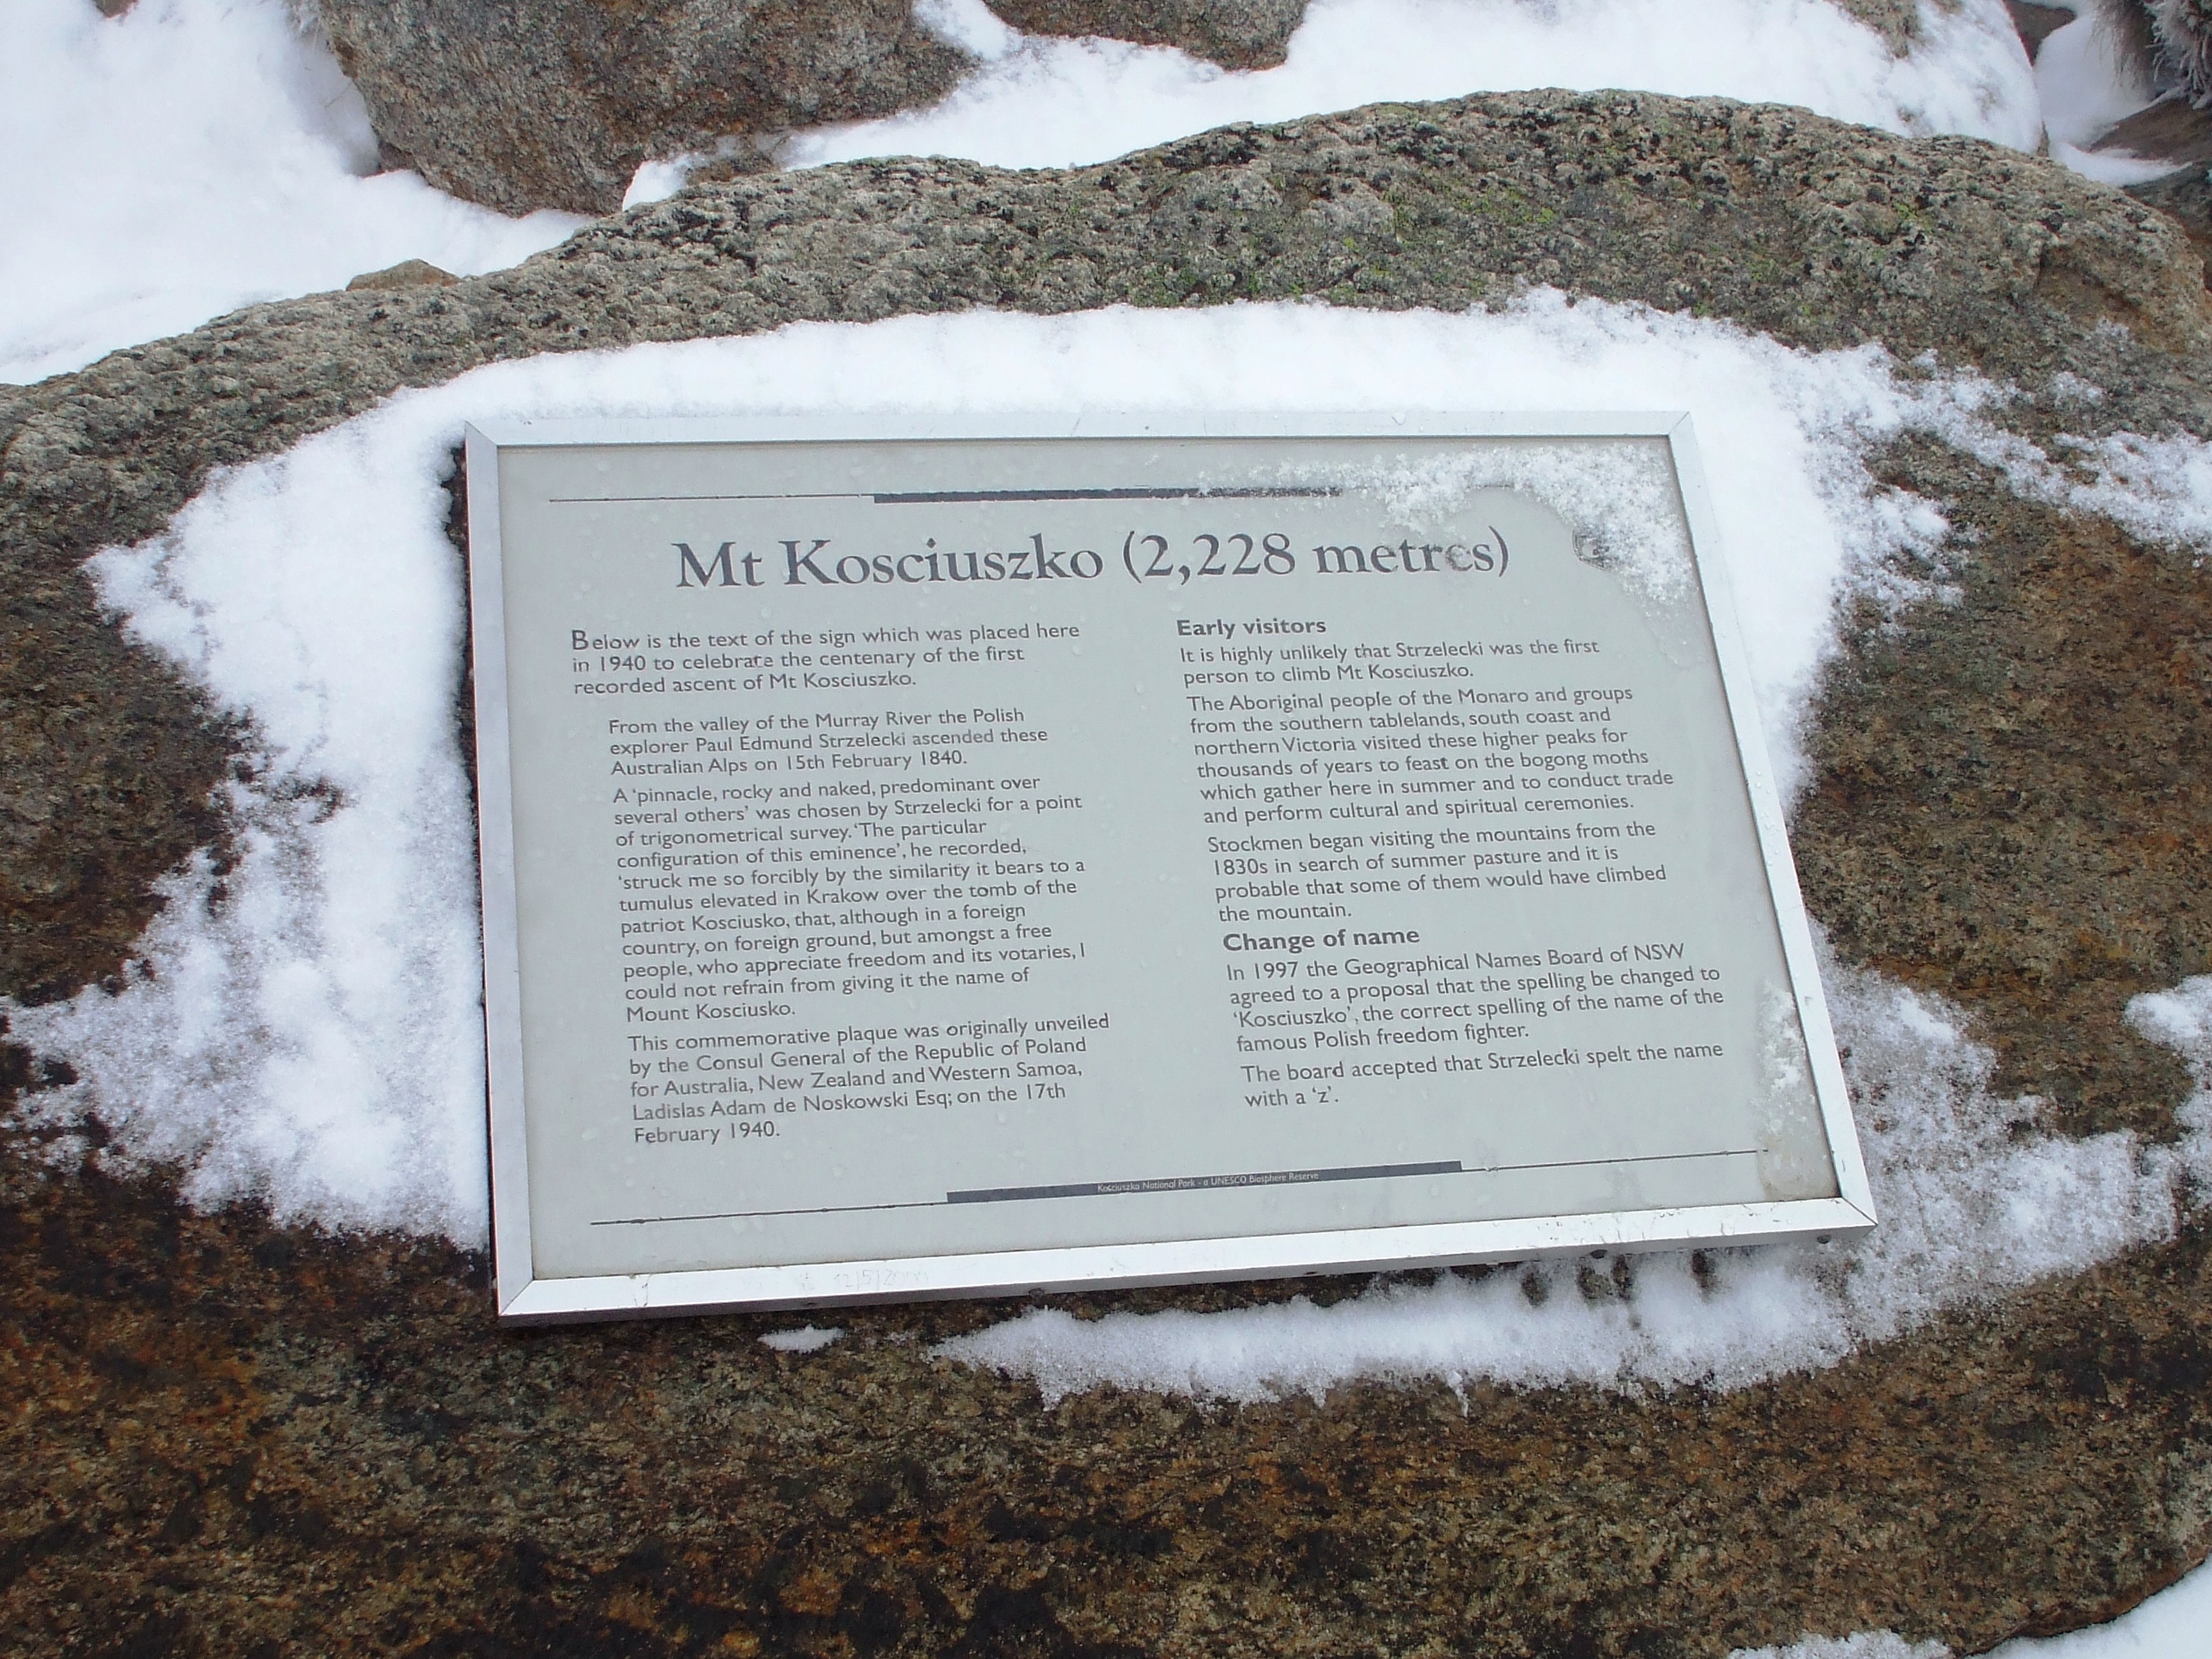 Mt Kosciuszko (2,228 metres)
Below is the text of the sign which was placed here
in 1940 to celebrate the centenary of the first
recorded ascent of Mt Kosciuszko.
From the valley of the Murray River the Polish
explorer Paul Edmund Strzelecki ascended these
Australian Alps on 15th February 1840.
A 'pinnacle, rocky and naked, predominant over
several others' was chosen by Strzelecki for a point
of trigonometrical survey. 'The particular
configuration of this eminence', he recorded,
'struck me so forcibly by the similarity it bears to a
tumulus elevated in Krakow over the tomb of the
patriot Kosciusko, that, although in a foreign
country, on foreign ground, but amongst a free
people, who appreciate freedom and its votaries, I
could not refrain from giving it the name of
Mount Kosciusko.
This commemorative plaque was originally unveiled
by the Consul General of the Republic of Poland
for Australia, New Zealand and Western Samoa,
Ladislas Adam de Noskowski Esq; on the 17th
February 1940.
Early visitors
It is highly unlikely that Strzelecki was the first
person to climb Mt Kosciuszko.
The Aboriginal people of the Monaro and groups
from the southern tablelands, south coast and
northern Victoria visited these higher peaks for
thousands of years to feast on the bogong moths
which gather here in summer and to conduct trade
and perform cultural and spiritual ceremonies.
Stockmen began visiting the mountains from the
1830s in search of summer pasture and it is
probable that some of them would have climbed
the mountain.
Change of name
In 1997 the Geographical Names Board of NSW
agreed to a proposal that the spelling be changed to
'Kosciuszko', the correct spelling of the name of the
famous Polish freedom fighter.
The board accepted that Strzelecki spelt the name
with a 'z'.
Kosciuszko National Park - a UNESCO Biosphere Reserve